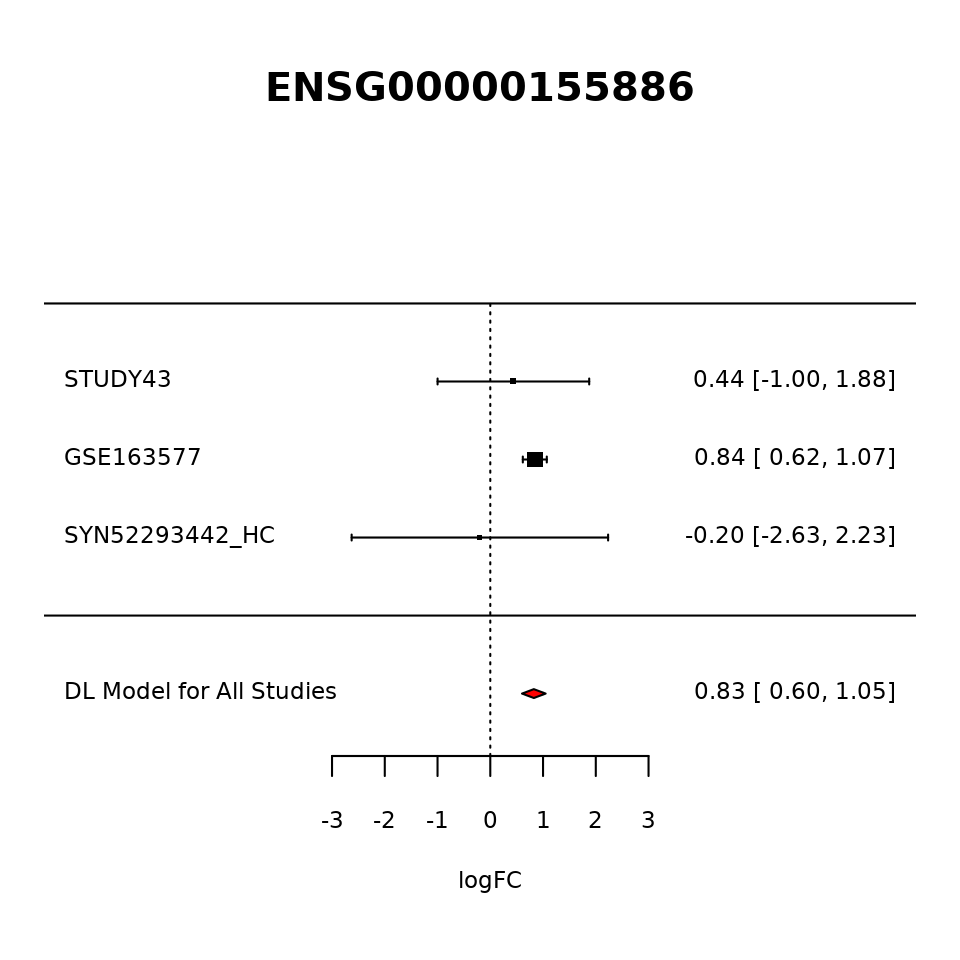 ENSG00000155886
STUDY43 0.44 [-1.00, 1.88]
GSE163577 0.84 [ 0.62, 1.07]
SYN52293442_HC -0.20 [-2.63, 2.23]
DL Model for All Studies 0.83 [ 0.60, 1.05]
-3 -2 -1 0 1 2 3
logFC